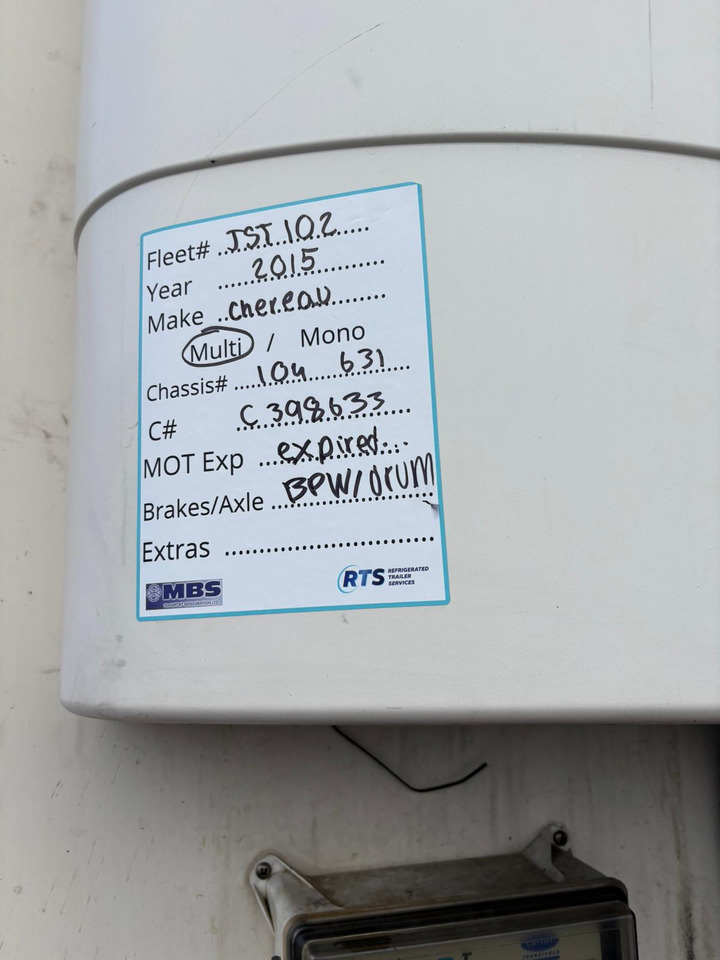 Fleet# JST 102
Year 2015
Make chereau
Multi / Mono
Chassis# 104 631
C# C398633
MOT Exp expired
Brakes/Axle BPW/drum
Extras
MBS
RTS REFRIGERATED
TRAILER
SERVICES